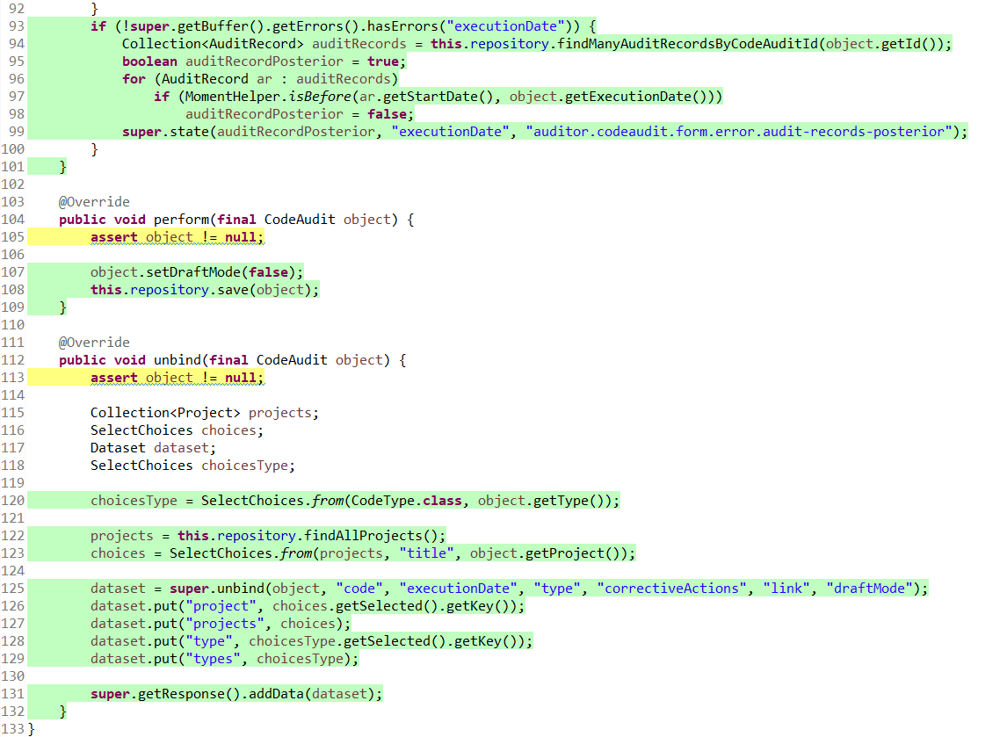 92         }
93         if (!super.getBuffer().getErrors().hasErrors("executionDate")) {
94             Collection<AuditRecord> auditRecords = this.repository.findManyAuditRecordsByCodeAuditId(object.getId());
95             boolean auditRecordPosterior = true;
96             for (AuditRecord ar : auditRecords)
97                 if (MomentHelper.isBefore(ar.getStartDate(), object.getExecutionDate()))
98                     auditRecordPosterior = false;
99             super.state(auditRecordPosterior, "executionDate", "auditor.codeaudit.form.error.audit-records-posterior");
100         }
101     }
102
103     @Override
104     public void perform(final CodeAudit object) {
105         assert object != null;
106
107         object.setDraftMode(false);
108         this.repository.save(object);
109     }
110
111     @Override
112     public void unbind(final CodeAudit object) {
113         assert object != null;
114
115         Collection<Project> projects;
116         SelectChoices choices;
117         Dataset dataset;
118         SelectChoices choicesType;
119
120         choicesType = SelectChoices.from(CodeType.class, object.getType());
121
122         projects = this.repository.findAllProjects();
123         choices = SelectChoices.from(projects, "title", object.getProject());
124
125         dataset = super.unbind(object, "code", "executionDate", "type", "correctiveActions", "link", "draftMode");
126         dataset.put("project", choices.getSelected().getKey());
127         dataset.put("projects", choices);
128         dataset.put("type", choicesType.getSelected().getKey());
129         dataset.put("types", choicesType);
130
131         super.getResponse().addData(dataset);
132     }
133 }